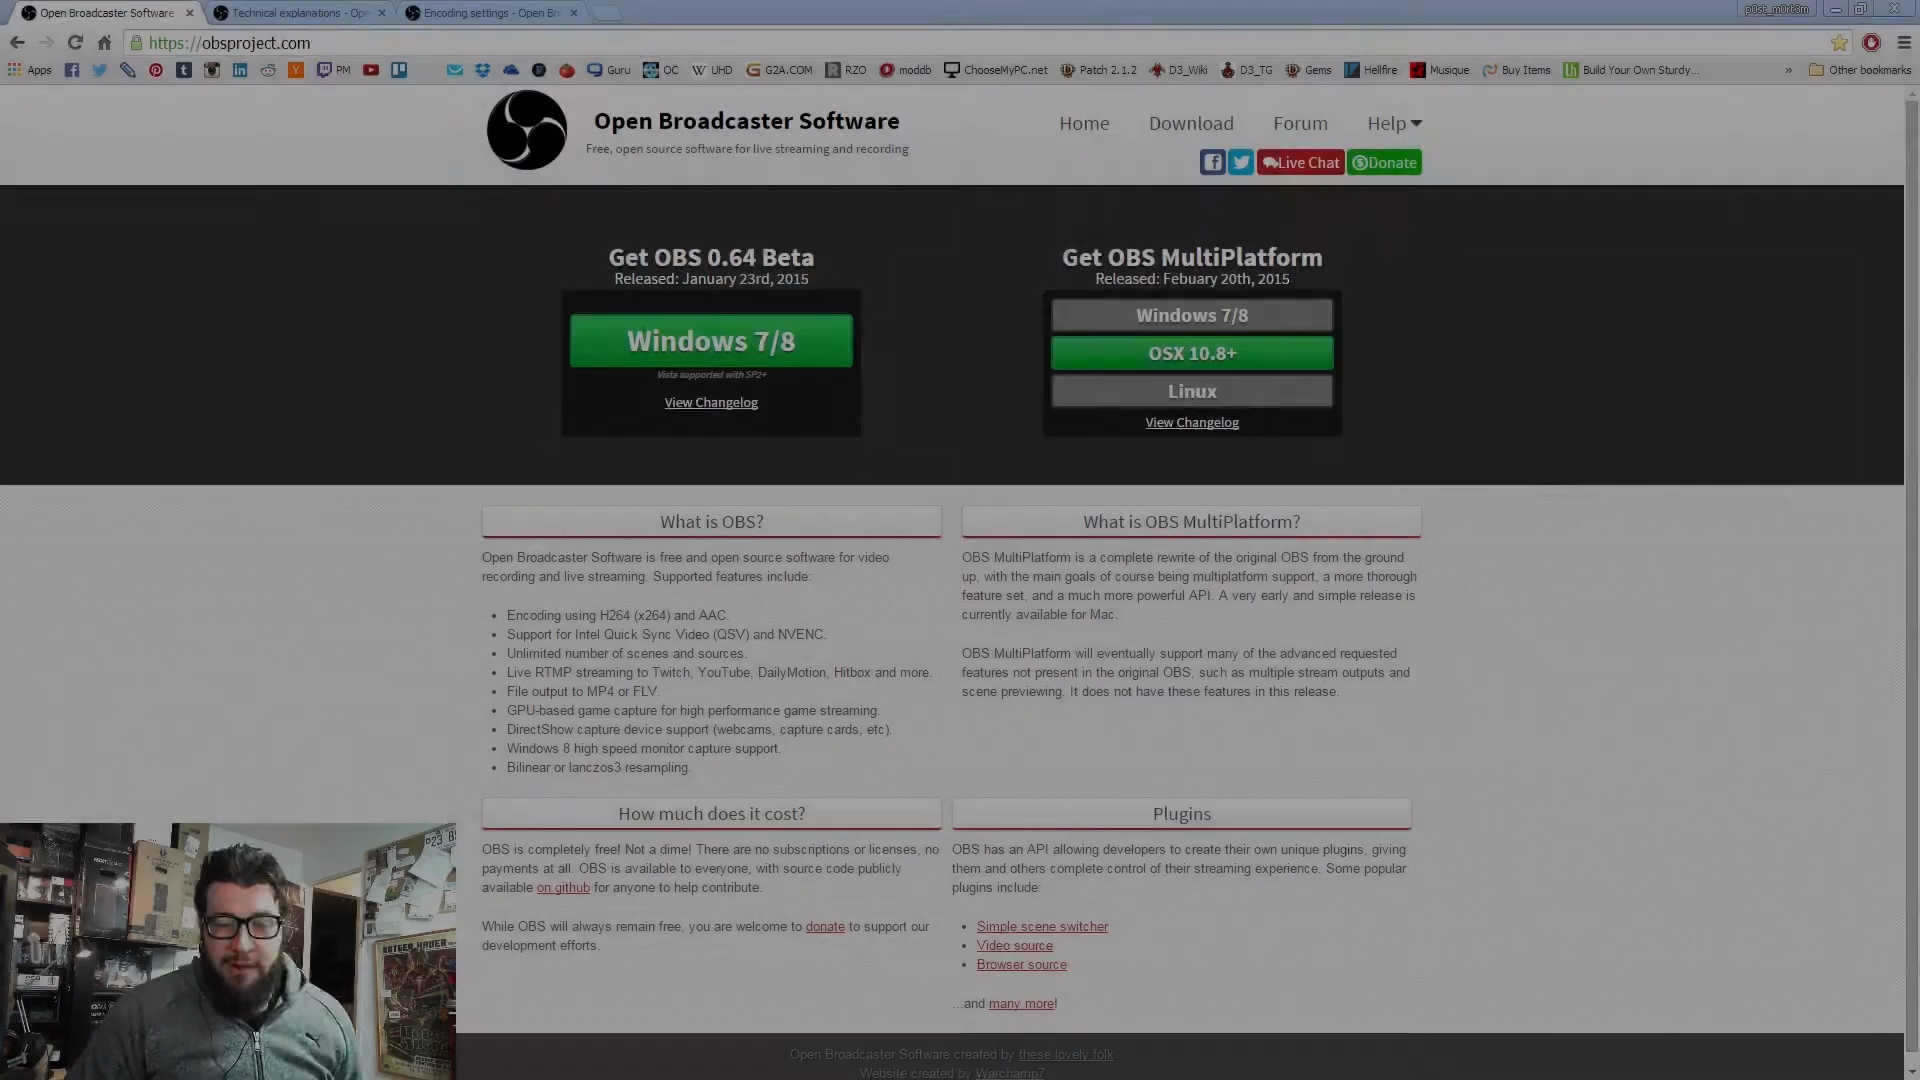 Open Broadcaster Software
Technical explanations - Ope
Encoding settings - Open Br
p0st_m0rt3m
https://obsproject.com
Apps
PM
Guru
OC
UHD
G2A.COM
RZO
moddb
ChooseMyPC.net
Patch 2.1.2
D3_Wiki
D3_TG
Gems
Hellfire
Musique
Buy Items
Build Your Own Sturdy...
»
Other bookmarks
Open Broadcaster Software
Free, open source software for live streaming and recording
Home
Download
Forum
Help
Live Chat
Donate
Get OBS 0.64 Beta
Released: January 23rd, 2015
Windows 7/8
Vista supported with SP2+
View Changelog
Get OBS MultiPlatform
Released: Febuary 20th, 2015
Windows 7/8
OSX 10.8+
Linux
View Changelog
What is OBS?
Open Broadcaster Software is free and open source software for video
recording and live streaming. Supported features include:
• Encoding using H264 (x264) and AAC.
• Support for Intel Quick Sync Video (QSV) and NVENC.
• Unlimited number of scenes and sources.
• Live RTMP streaming to Twitch, YouTube, DailyMotion, Hitbox and more.
• File output to MP4 or FLV.
• GPU-based game capture for high performance game streaming.
• DirectShow capture device support (webcams, capture cards, etc).
• Windows 8 high speed monitor capture support.
• Bilinear or lanczos3 resampling.
What is OBS MultiPlatform?
OBS MultiPlatform is a complete rewrite of the original OBS from the ground
up, with the main goals of course being multiplatform support, a more thorough
feature set, and a much more powerful API. A very early and simple release is
currently available for Mac.
OBS MultiPlatform will eventually support many of the advanced requested
features not present in the original OBS, such as multiple stream outputs and
scene previewing. It does not have these features in this release.
How much does it cost?
OBS is completely free! Not a dime! There are no subscriptions or licenses, no
payments at all. OBS is available to everyone, with source code publicly
available on github for anyone to help contribute.
While OBS will always remain free, you are welcome to donate to support our
development efforts.
Plugins
OBS has an API allowing developers to create their own unique plugins, giving
them and others complete control of their streaming experience. Some popular
plugins include:
• Simple scene switcher
• Video source
• Browser source
...and many more!
Open Broadcaster Software created by these lovely folk
Website created by Warchamp7